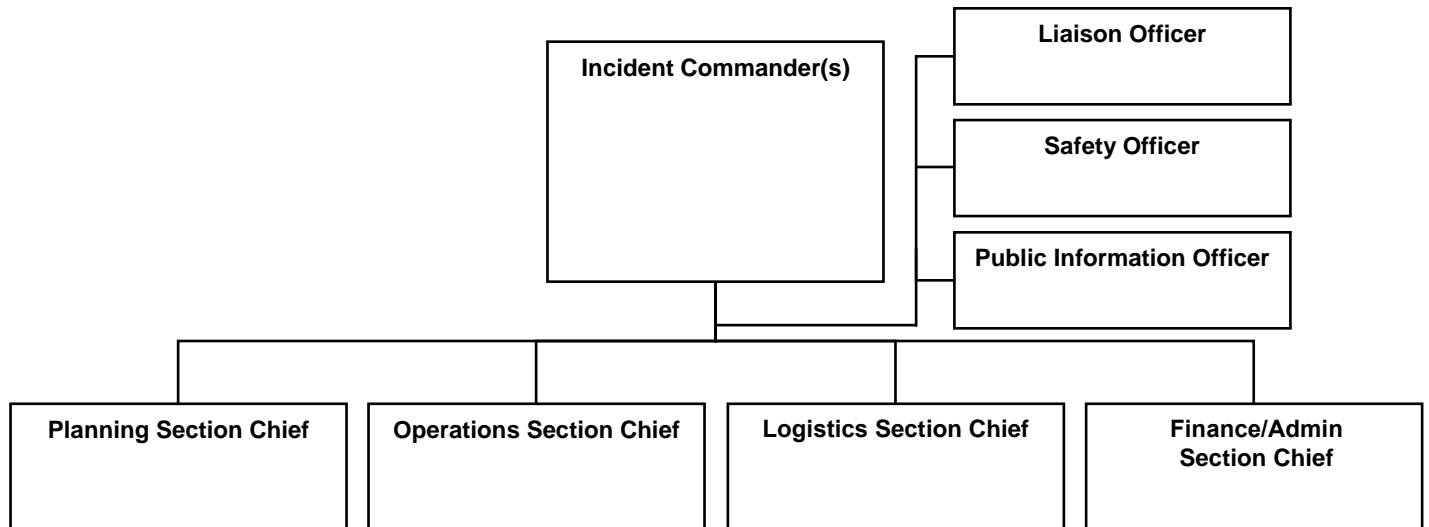 Liaison Officer
Incident Commander(s)
Safety Officer
Public Information Officer
Planning Section Chief
Operations Section Chief
Logistics Section Chief
Finance/Admin
Section Chief